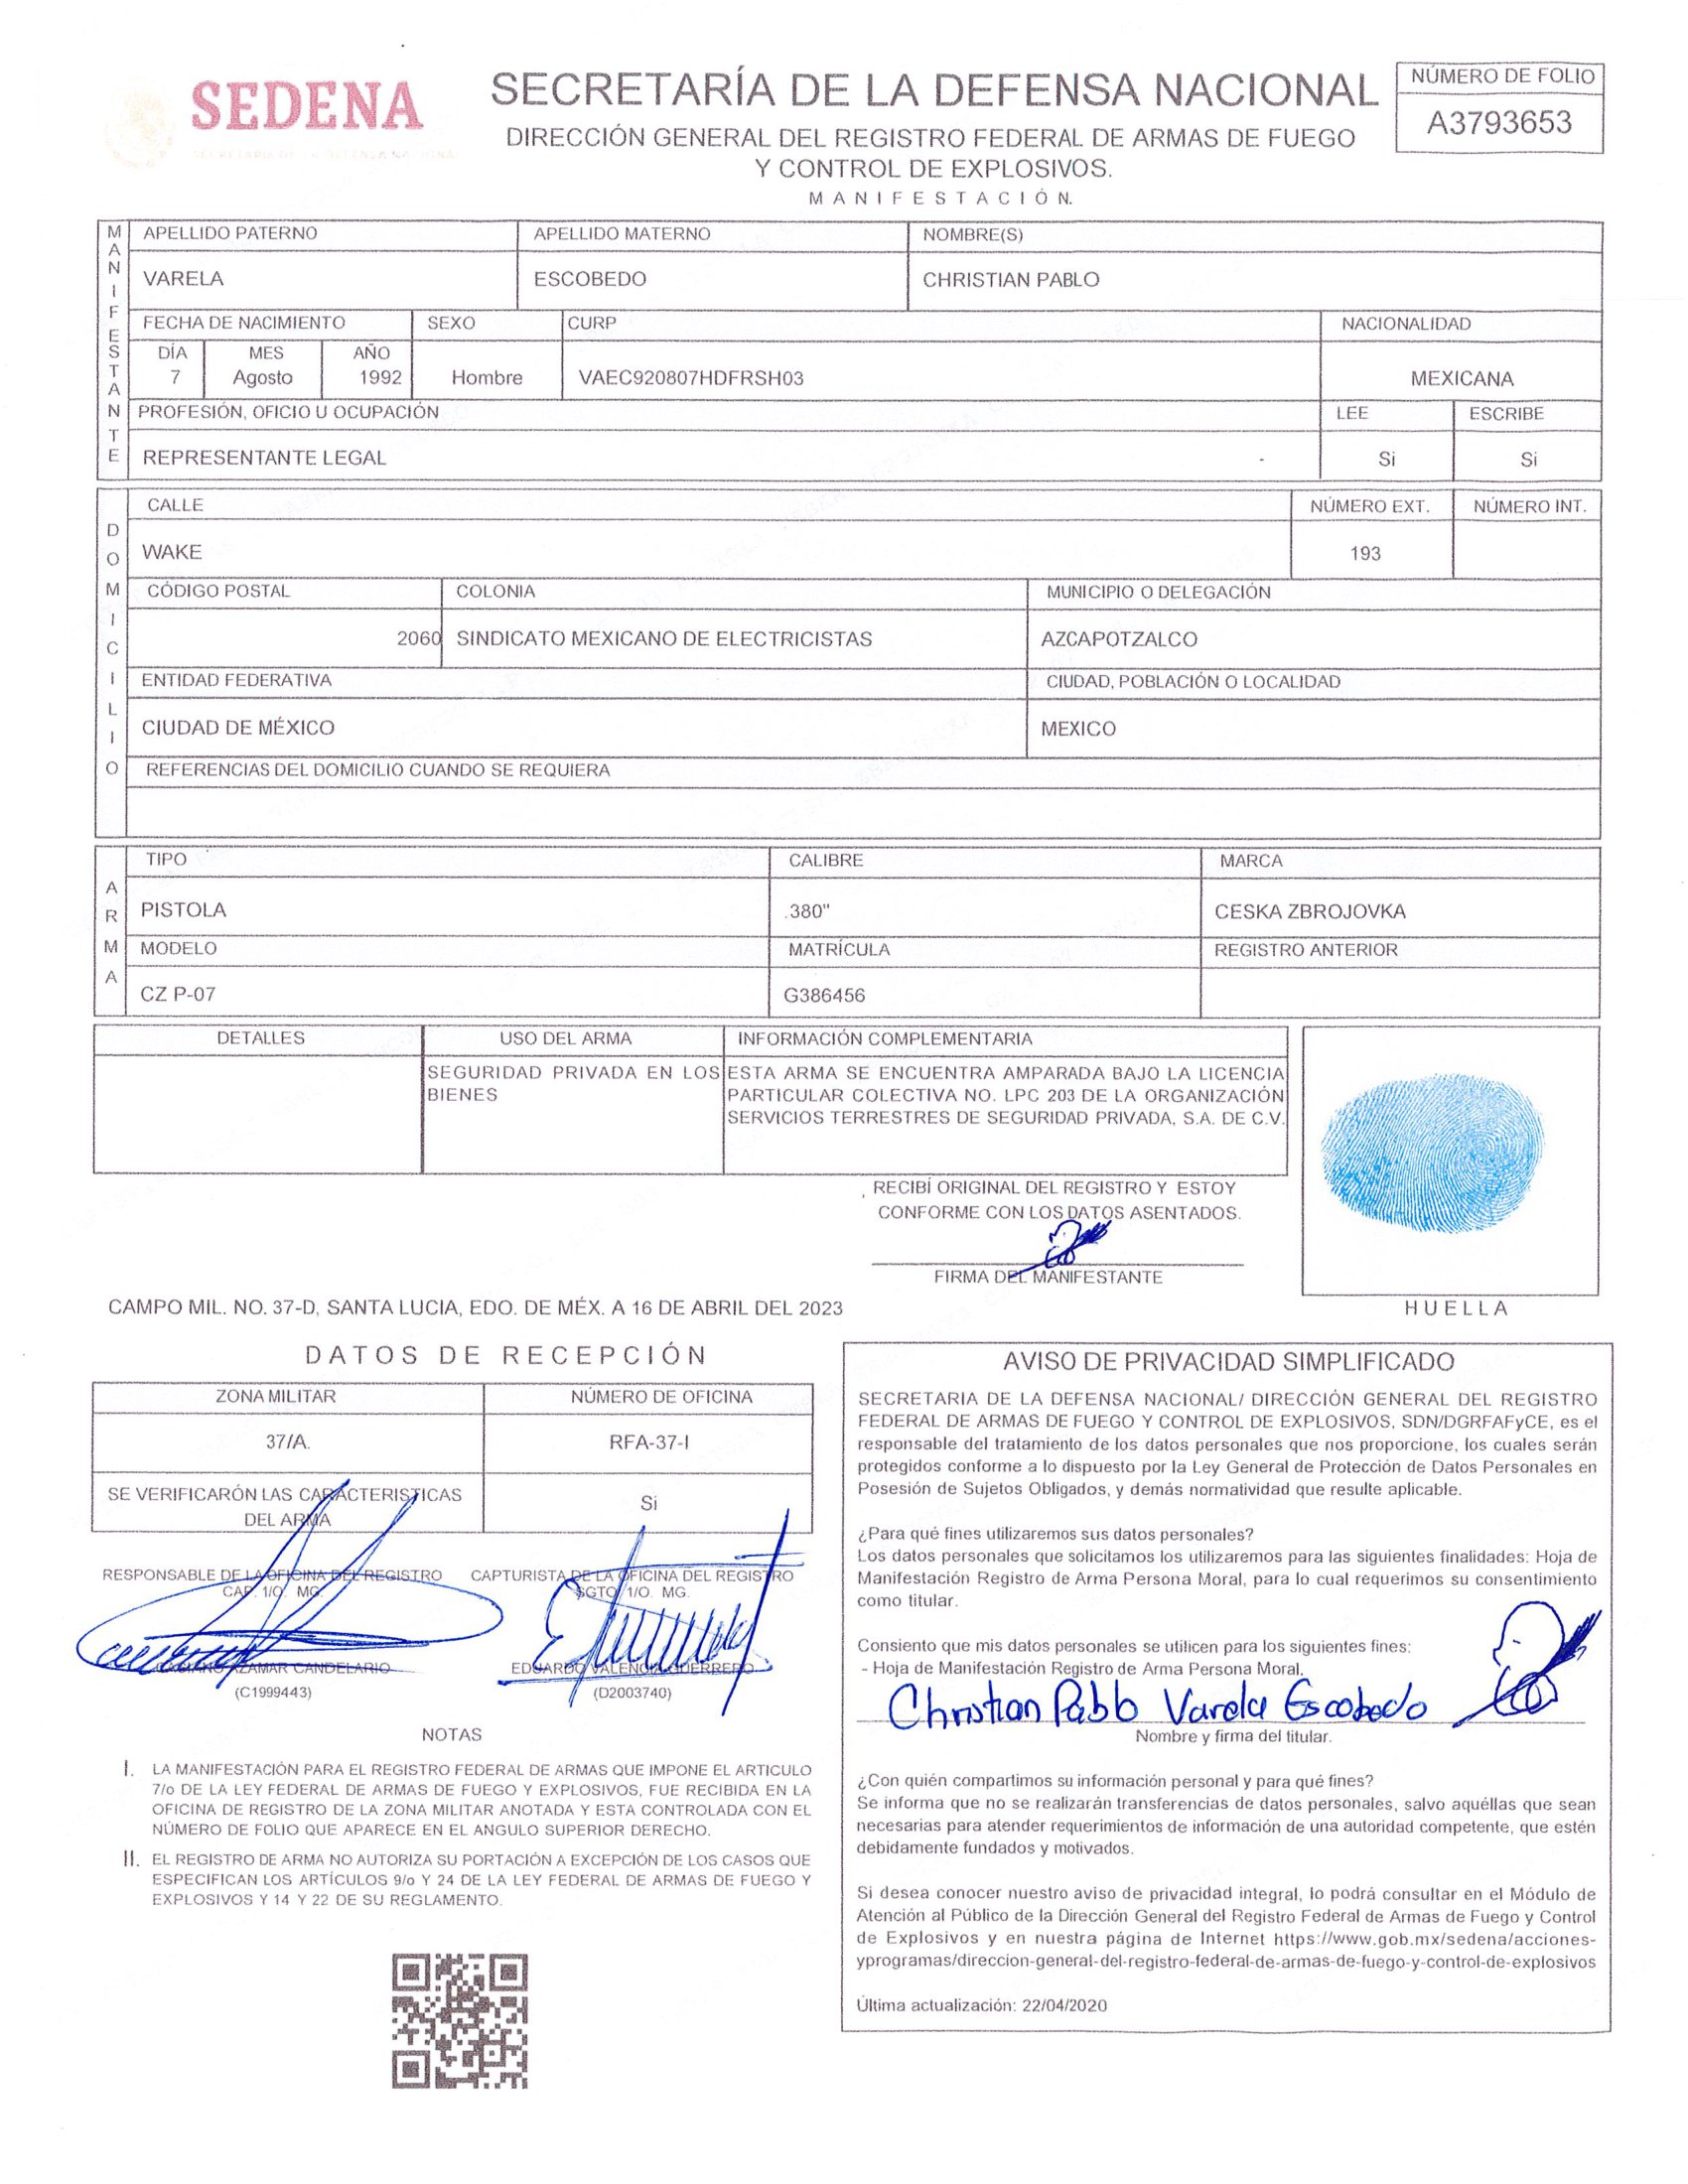 SEDENA
SECRETARÍA DE LA DEFENSA NACIONAL
SECRETARÍA DE LA DEFENSA NACIONAL
DIRECCIÓN GENERAL DEL REGISTRO FEDERAL DE ARMAS DE FUEGO
Y CONTROL DE EXPLOSIVOS.
MANIFESTACIÓN.
NÚMERO DE FOLIO
A3793653
MANIFESTANTE
APELLIDO PATERNO APELLIDO MATERNO NOMBRE(S)
VARELA ESCOBEDO CHRISTIAN PABLO
FECHA DE NACIMIENTO SEXO CURP NACIONALIDAD
DÍA MES AÑO
7 Agosto 1992 Hombre VAEC920807HDFRSH03 MEXICANA
PROFESIÓN, OFICIO U OCUPACIÓN LEE ESCRIBE
REPRESENTANTE LEGAL - Si Si
DOMICILIO
CALLE NÚMERO EXT. NÚMERO INT.
WAKE 193
CÓDIGO POSTAL COLONIA MUNICIPIO O DELEGACIÓN
2060 SINDICATO MEXICANO DE ELECTRICISTAS AZCAPOTZALCO
ENTIDAD FEDERATIVA CIUDAD, POBLACIÓN O LOCALIDAD
CIUDAD DE MÉXICO MEXICO
REFERENCIAS DEL DOMICILIO CUANDO SE REQUIERA
ARMA
TIPO CALIBRE MARCA
PISTOLA .380" CESKA ZBROJOVKA
MODELO MATRÍCULA REGISTRO ANTERIOR
CZ P-07 G386456
DETALLES USO DEL ARMA INFORMACIÓN COMPLEMENTARIA
SEGURIDAD PRIVADA EN LOS BIENES
ESTA ARMA SE ENCUENTRA AMPARADA BAJO LA LICENCIA
PARTICULAR COLECTIVA NO. LPC 203 DE LA ORGANIZACIÓN
SERVICIOS TERRESTRES DE SEGURIDAD PRIVADA, S.A. DE C.V.
RECIBÍ ORIGINAL DEL REGISTRO Y ESTOY
CONFORME CON LOS DATOS ASENTADOS.
FIRMA DEL MANIFESTANTE
HUELLA
CAMPO MIL. NO. 37-D, SANTA LUCIA, EDO. DE MÉX. A 16 DE ABRIL DEL 2023
DATOS DE RECEPCIÓN
ZONA MILITAR NÚMERO DE OFICINA
37/A. RFA-37-I
SE VERIFICARÓN LAS CARACTERISTICAS
DEL ARMA
Si
RESPONSABLE DE LA OFICINA DEL REGISTRO
CAP. 1/O. MG.
AZAMAR CANDELARIO
(C1999443)
CAPTURISTA DE LA OFICINA DEL REGISTRO
SGTO. 1/O. MG.
EDUARDO VALENCIA GUERRERO
(D2003740)
NOTAS
I. LA MANIFESTACIÓN PARA EL REGISTRO FEDERAL DE ARMAS QUE IMPONE EL ARTICULO
7/o DE LA LEY FEDERAL DE ARMAS DE FUEGO Y EXPLOSIVOS, FUE RECIBIDA EN LA
OFICINA DE REGISTRO DE LA ZONA MILITAR ANOTADA Y ESTA CONTROLADA CON EL
NÚMERO DE FOLIO QUE APARECE EN EL ANGULO SUPERIOR DERECHO.
II. EL REGISTRO DE ARMA NO AUTORIZA SU PORTACIÓN A EXCEPCIÓN DE LOS CASOS QUE
ESPECIFICAN LOS ARTÍCULOS 9/o Y 24 DE LA LEY FEDERAL DE ARMAS DE FUEGO Y
EXPLOSIVOS Y 14 Y 22 DE SU REGLAMENTO.
AVISO DE PRIVACIDAD SIMPLIFICADO
SECRETARIA DE LA DEFENSA NACIONAL/ DIRECCIÓN GENERAL DEL REGISTRO
FEDERAL DE ARMAS DE FUEGO Y CONTROL DE EXPLOSIVOS, SDN/DGRFAFyCE, es el
responsable del tratamiento de los datos personales que nos proporcione, los cuales serán
protegidos conforme a lo dispuesto por la Ley General de Protección de Datos Personales en
Posesión de Sujetos Obligados, y demás normatividad que resulte aplicable.
¿Para qué fines utilizaremos sus datos personales?
Los datos personales que solicitamos los utilizaremos para las siguientes finalidades: Hoja de
Manifestación Registro de Arma Persona Moral, para lo cual requerimos su consentimiento
como titular.
Consiento que mis datos personales se utilicen para los siguientes fines:
- Hoja de Manifestación Registro de Arma Persona Moral.
Christian Pablo Varela Escobedo
Nombre y firma del titular.
¿Con quién compartimos su información personal y para qué fines?
Se informa que no se realizarán transferencias de datos personales, salvo aquéllas que sean
necesarias para atender requerimientos de información de una autoridad competente, que estén
debidamente fundados y motivados.
Si desea conocer nuestro aviso de privacidad integral, lo podrá consultar en el Módulo de
Atención al Público de la Dirección General del Registro Federal de Armas de Fuego y Control
de Explosivos y en nuestra página de Internet https://www.gob.mx/sedena/acciones-
yprogramas/direccion-general-del-registro-federal-de-armas-de-fuego-y-control-de-explosivos
Última actualización: 22/04/2020